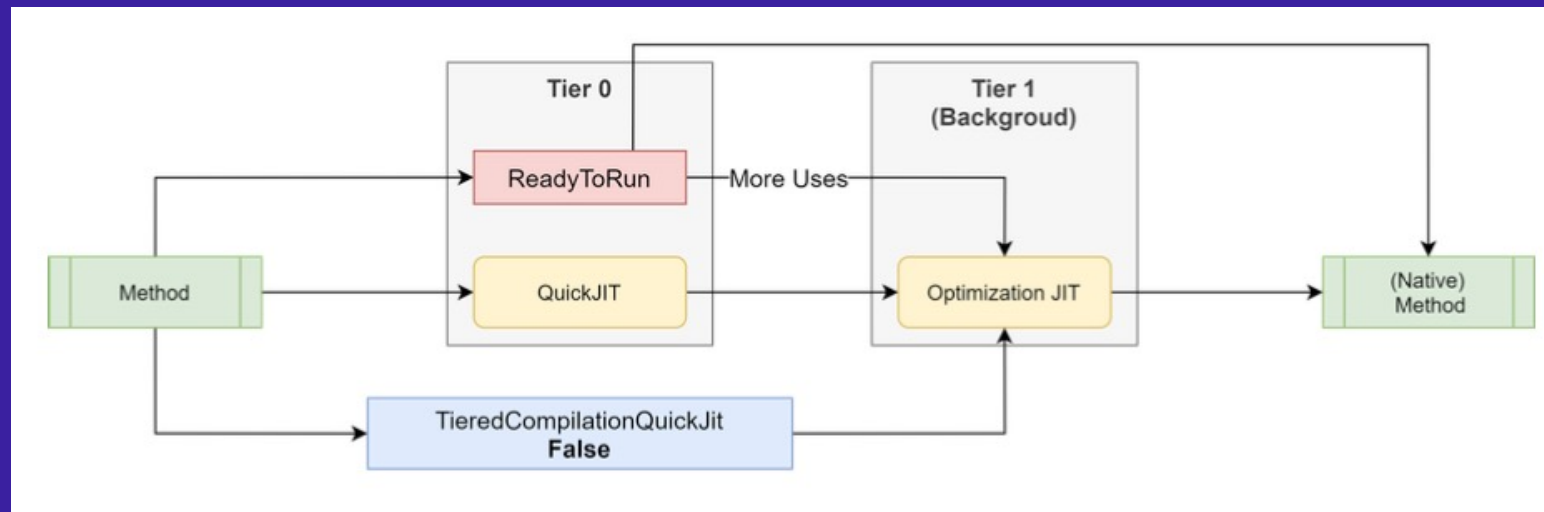 Tier 0
Tier 1
(Backgroud)
ReadyToRun
More Uses
Method
QuickJIT
Optimization JIT
(Native)
Method
TieredCompilationQuickJit
False